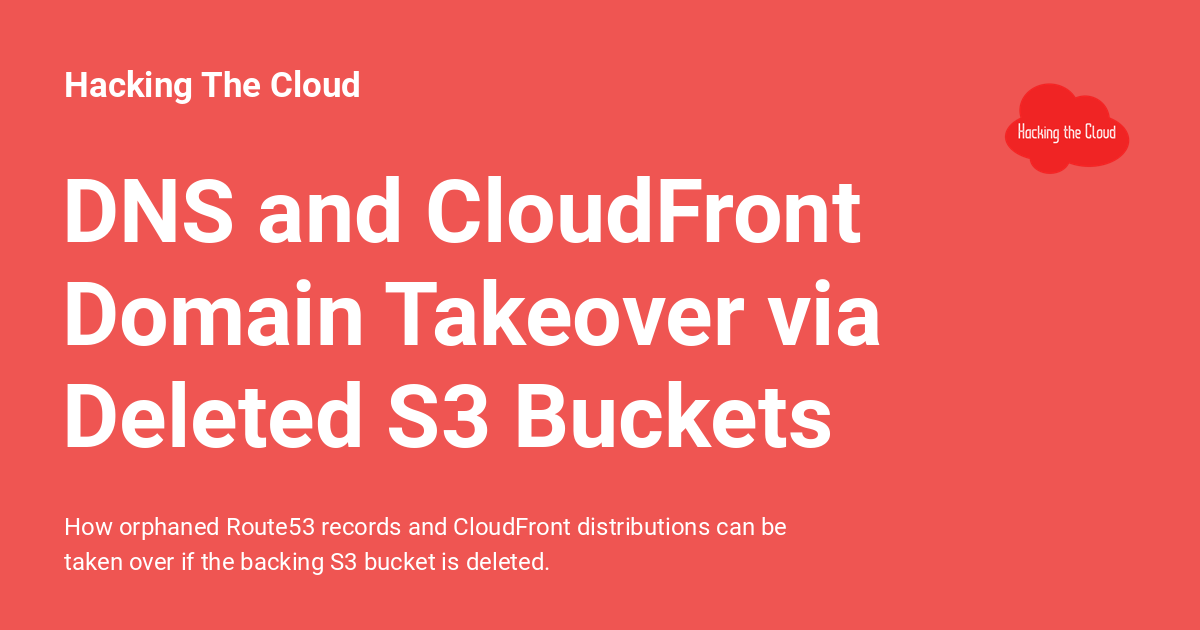 Hacking The Cloud
Hacking the Cloud
DNS and CloudFront
Domain Takeover via
Deleted S3 Buckets
How orphaned Route53 records and CloudFront distributions can be
taken over if the backing S3 bucket is deleted.